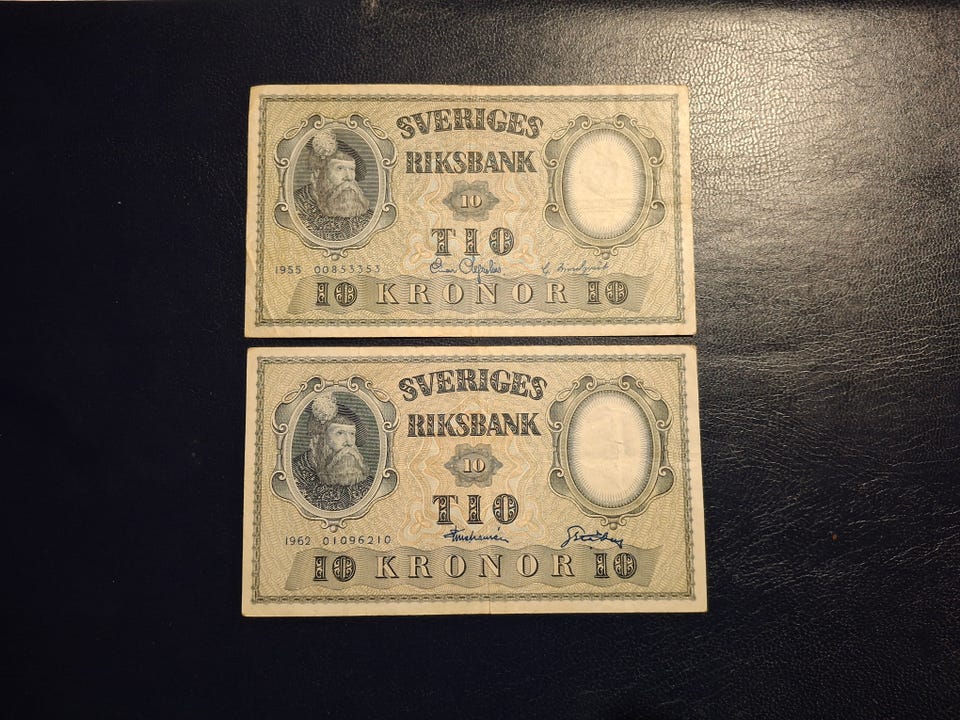 SVERIGES
RIKSBANK
10
TIO
1955 00853353
10 KRONOR 10
SVERIGES
RIKSBANK
10
TIO
1962 01096210
10 KRONOR 10